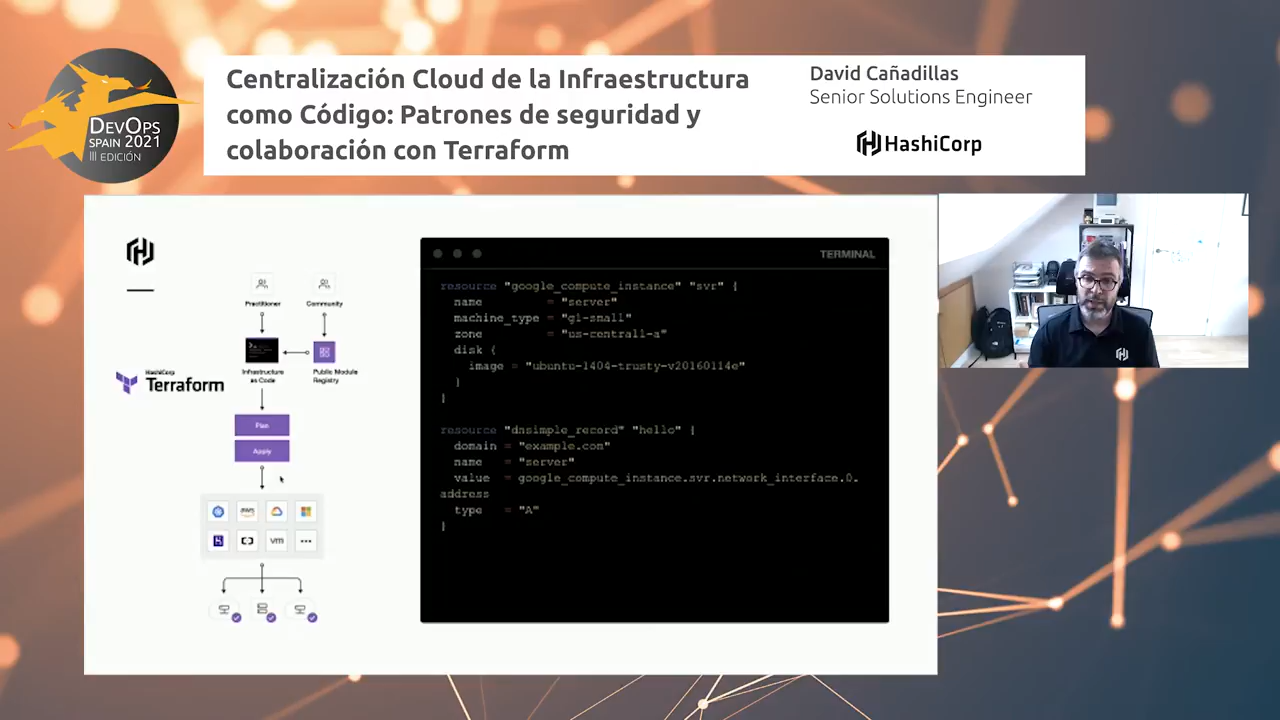 DevOps
SPAIN 2021
III EDICIÓN
Centralización Cloud de la Infraestructura
como Código: Patrones de seguridad y
colaboración con Terraform
David Cañadillas
Senior Solutions Engineer
HashiCorp
Practitioner
Community
Infrastructure
as Code
Public Module
Registry
HashiCorp
Terraform
Plan
Apply
aws
vm
TERMINAL
resource "google_compute_instance" "svr" {
name = "server"
machine_type = "g1-small"
zone = "us-central1-a"
disk {
image = "ubuntu-1404-trusty-v20160114e"
}
}
resource "dnsimple_record" "hello" {
domain = "example.com"
name = "server"
value = google_compute_instance.svr.network_interface.0.
address
type = "A"
}